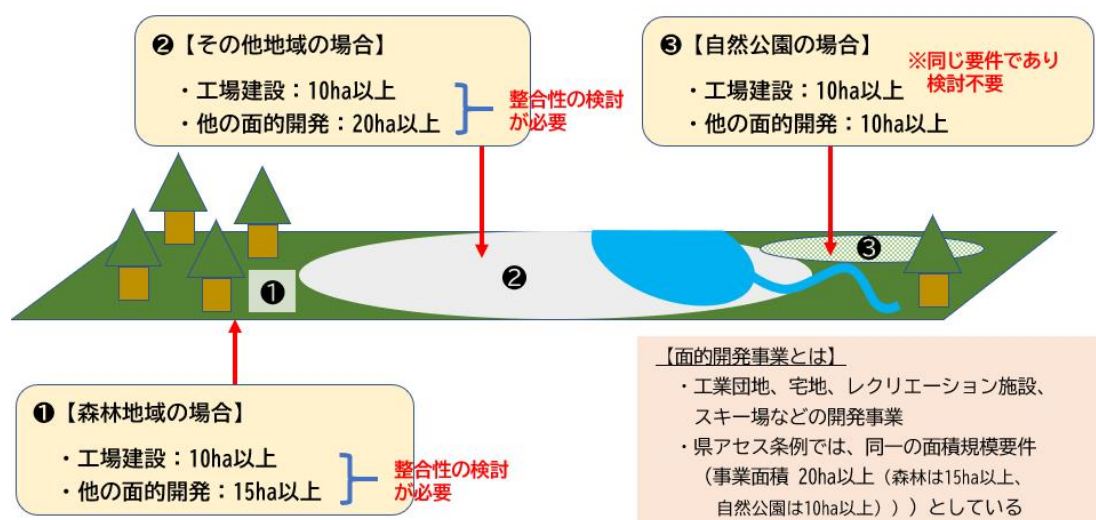 ❷【その他地域の場合】
・工場建設：10ha以上
・他の面的開発：20ha以上
整合性の検討
が必要
❸【自然公園の場合】
※同じ要件であり
検討不要
・工場建設：10ha以上
・他の面的開発：10ha以上
❶
❷
❸
❶【森林地域の場合】
・工場建設：10ha以上
・他の面的開発：15ha以上
整合性の検討
が必要
【面的開発事業とは】
・工業団地、宅地、レクリエーション施設、
スキー場などの開発事業
・県アセス条例では、同一の面積規模要件
（事業面積 20ha以上（森林は15ha以上、
自然公園は10ha以上）））としている